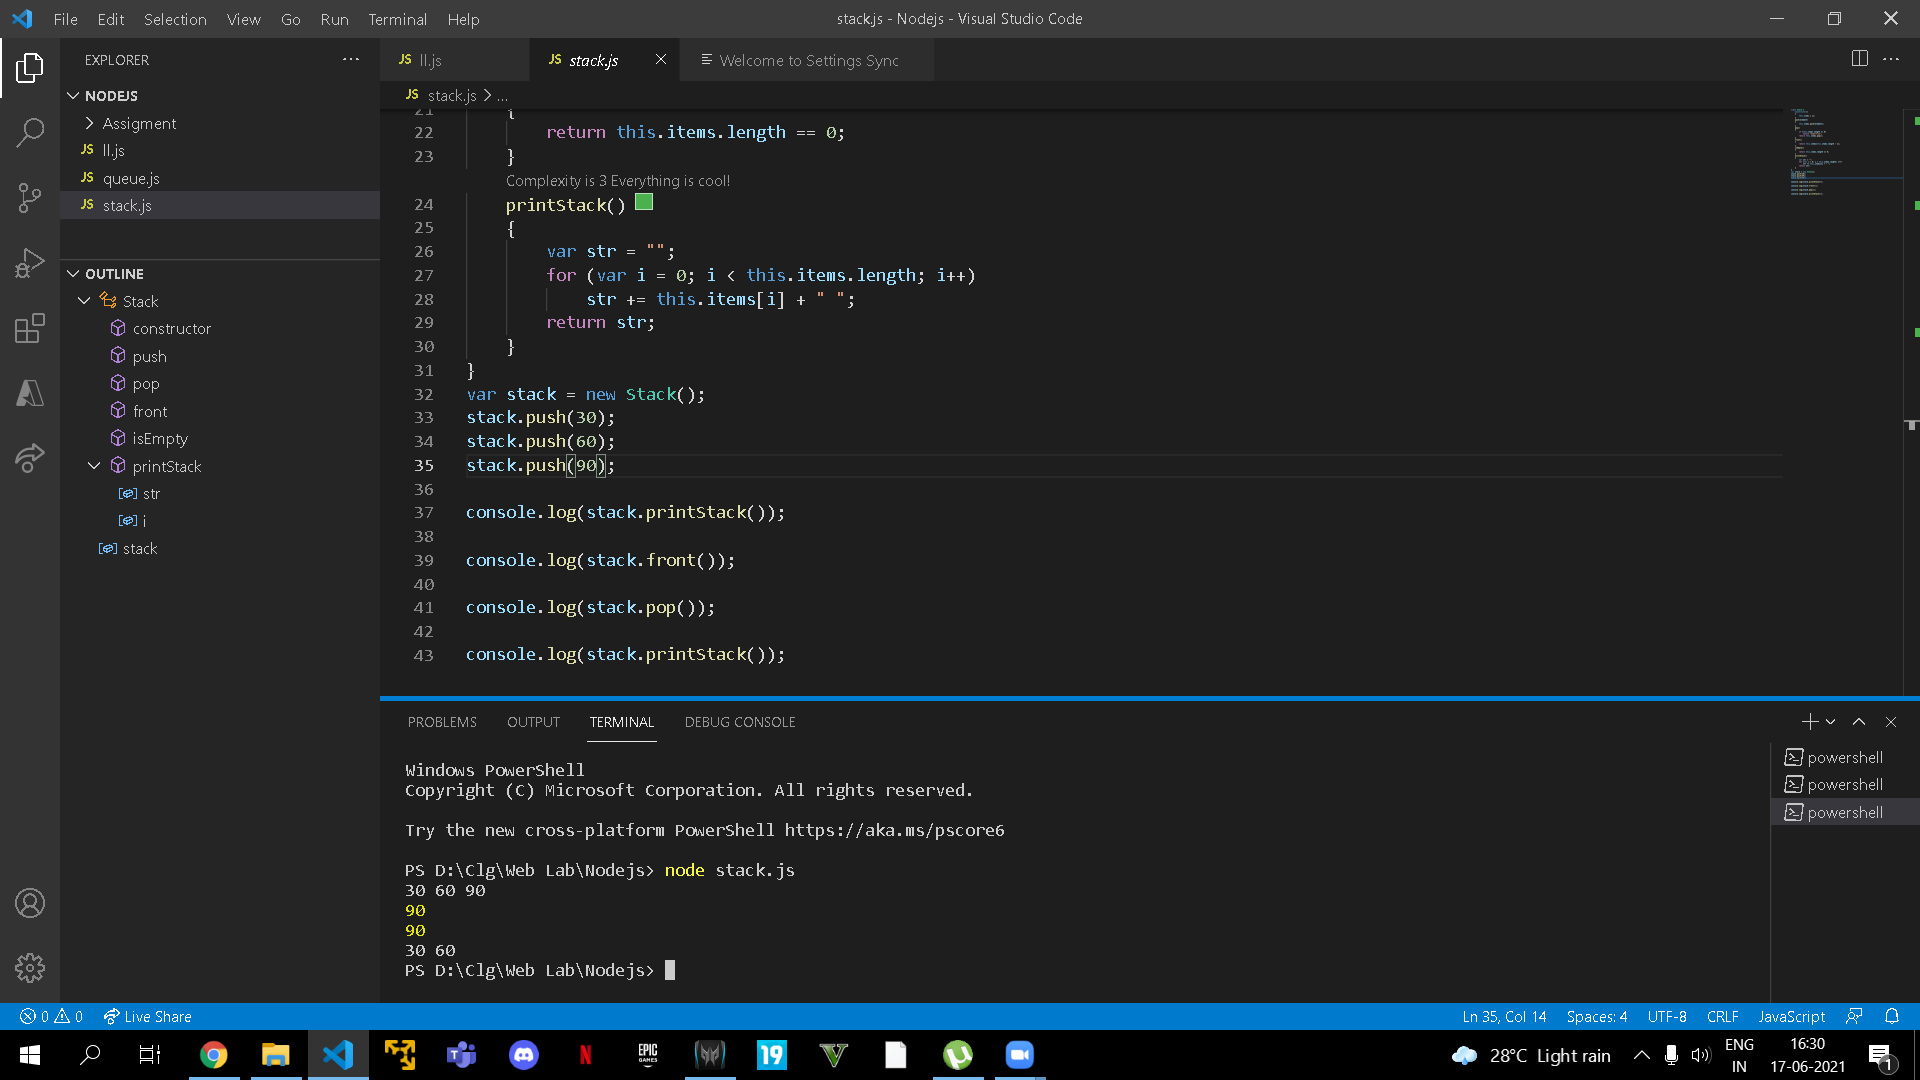 File Edit Selection View Go Run Terminal Help
stack.js - Nodejs - Visual Studio Code
EXPLORER
NODEJS
Assigment
JS ll.js
JS queue.js
JS stack.js
OUTLINE
Stack
constructor
push
pop
front
isEmpty
printStack
str
i
stack
JS ll.js
JS stack.js
Welcome to Settings Sync
JS stack.js > ...
21 {
22 return this.items.length == 0;
23 }
Complexity is 3 Everything is cool!
24 printStack()
25 {
26 var str = "";
27 for (var i = 0; i < this.items.length; i++)
28 str += this.items[i] + " ";
29 return str;
30 }
31 }
32 var stack = new Stack();
33 stack.push(30);
34 stack.push(60);
35 stack.push(90);
36
37 console.log(stack.printStack());
38
39 console.log(stack.front());
40
41 console.log(stack.pop());
42
43 console.log(stack.printStack());
PROBLEMS OUTPUT TERMINAL DEBUG CONSOLE
Windows PowerShell
Copyright (C) Microsoft Corporation. All rights reserved.
Try the new cross-platform PowerShell https://aka.ms/pscore6
PS D:\Clg\Web Lab\Nodejs> node stack.js
30 60 90
90
90
30 60
PS D:\Clg\Web Lab\Nodejs>
powershell
powershell
powershell
0 0 Live Share
Ln 35, Col 14 Spaces: 4 UTF-8 CRLF JavaScript
EPIC
GAMES
19
28°C Light rain
ENG
IN
16:30
17-06-2021
1